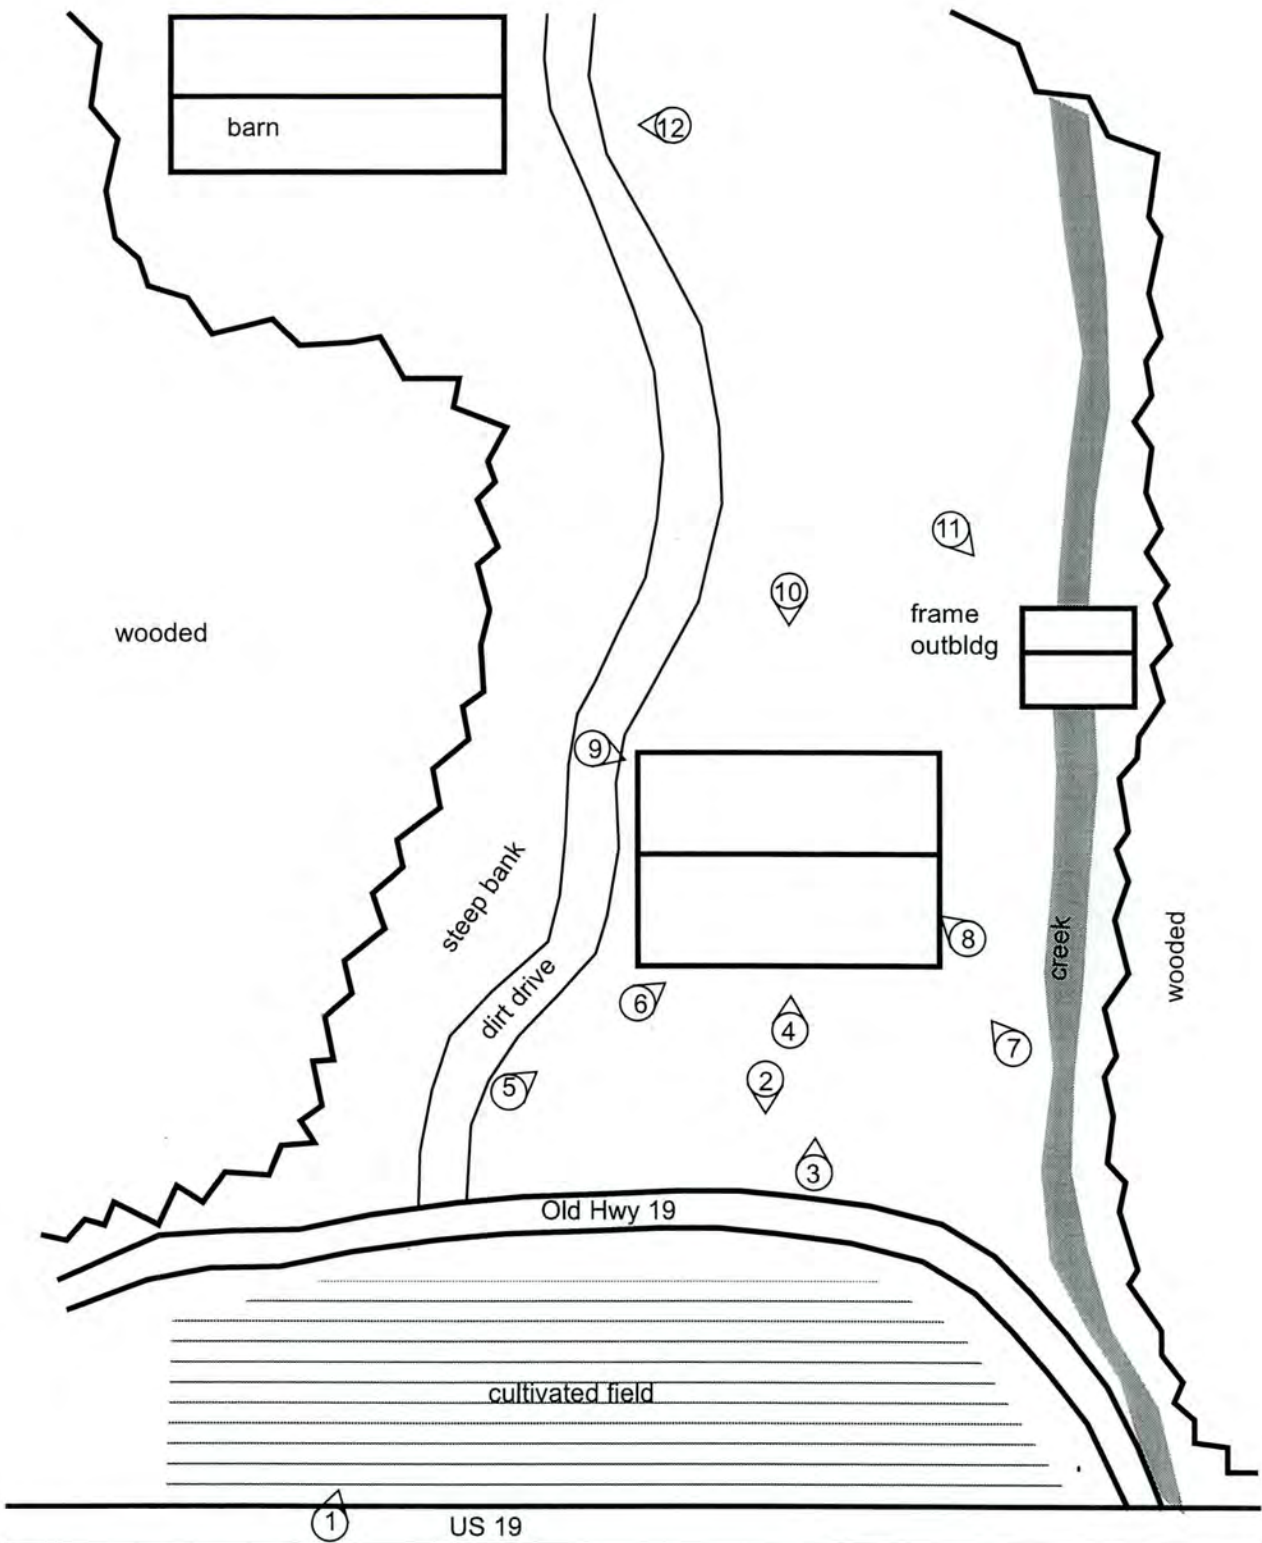 barn
12
11
10
frame
outbldg
wooded
9
steep bank
8
creek
wooded
dirt drive
6
4
7
2
5
3
Old Hwy 19
cultivated field
1
US 19